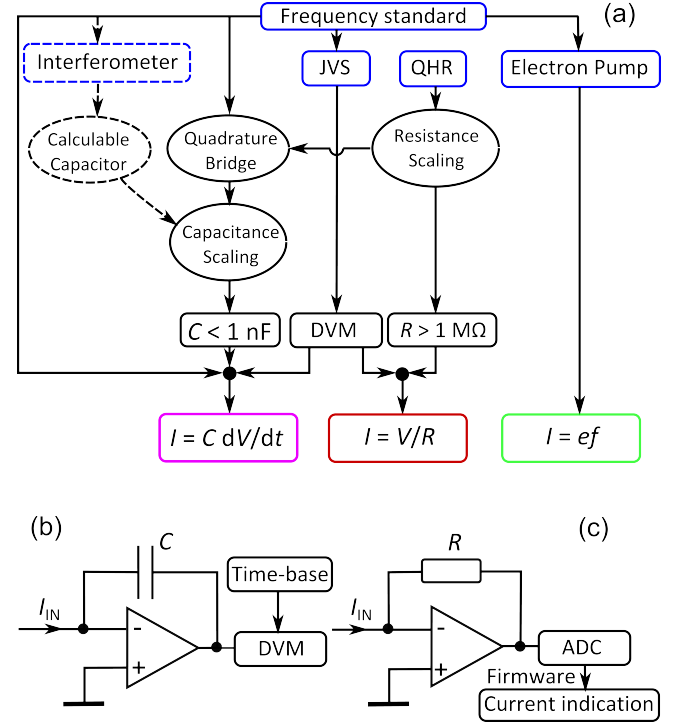 Frequency standard
(a)
Interferometer
JVS
QHR
Electron Pump
Calculable
Capacitor
Quadrature
Bridge
Resistance
Scaling
Capacitance
Scaling
C < 1 nF
DVM
R > 1 MΩ
I = C dV/dt
I = V/R
I = ef
(b)
(c)
C
R
Time-base
I_IN
-
+
DVM
I_IN
-
+
ADC
Firmware
Current indication